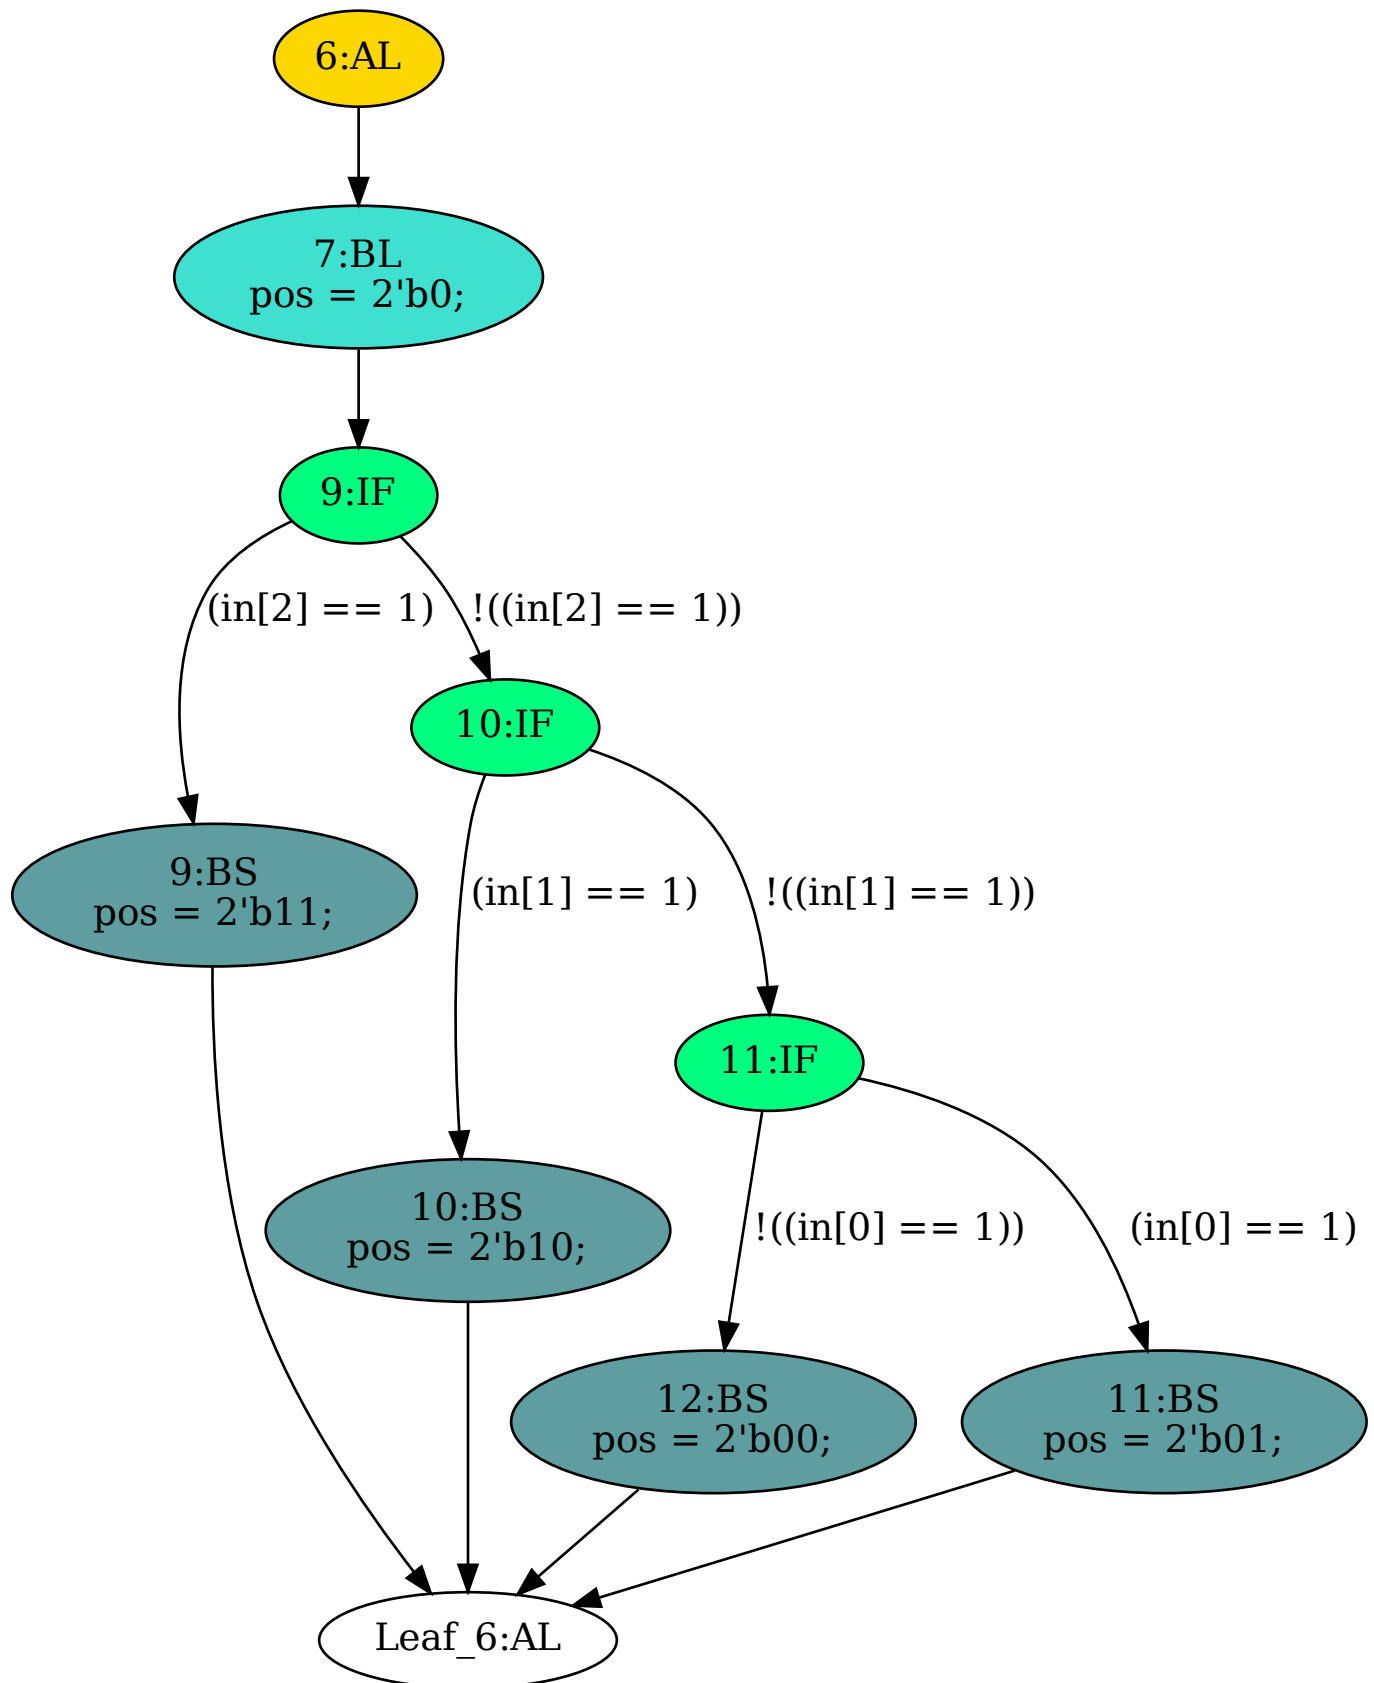 6:AL
7:BL
pos = 2'b0;
9:IF
(in[2] == 1)
!((in[2] == 1))
10:IF
9:BS
pos = 2'b11;
(in[1] == 1)
!((in[1] == 1))
11:IF
10:BS
pos = 2'b10;
!((in[0] == 1))
(in[0] == 1)
12:BS
pos = 2'b00;
11:BS
pos = 2'b01;
Leaf_6:AL